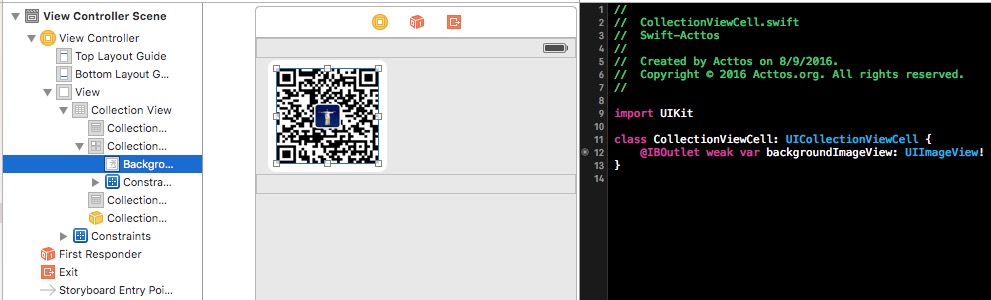 View Controller Scene
View Controller
Top Layout Guide
Bottom Layout G...
View
Collection View
Collection...
Collection...
Backgro...
Constra...
Collection...
Collection...
Constraints
First Responder
Exit
Storyboard Entry Poi...
1 //
2 //  CollectionViewCell.swift
3 //  Swift-Acttos
4 //
5 //  Created by Acttos on 8/9/2016.
6 //  Copyright © 2016 Acttos.org. All rights reserved.
7 //
8
9 import UIKit
10
11 class CollectionViewCell: UICollectionViewCell {
12     @IBOutlet weak var backgroundImageView: UIImageView!
13 }
14